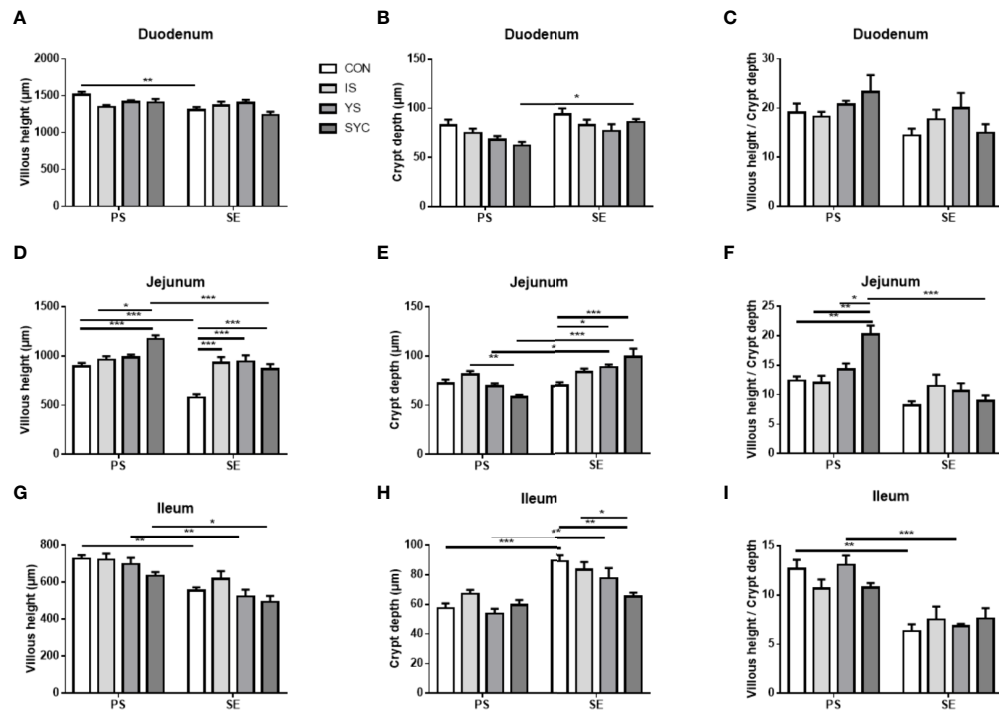 A
Duodenum
Villous height (μm)
2000
1500
1000
500
0
**
PS
SE
CON
IS
YS
SYC
B
Duodenum
Crypt depth (μm)
150
100
50
0
*
PS
SE
C
Duodenum
Villous height / Crypt depth
30
20
10
0
PS
SE
D
Jejunum
Villous height (μm)
1500
1000
500
0
*
***
***
***
***
***
***
PS
SE
E
Jejunum
Crypt depth (μm)
150
100
50
0
**
*
***
*
***
PS
SE
F
Jejunum
Villous height / Crypt depth
25
20
15
10
5
0
*
**
**
***
PS
SE
G
Ileum
Villous height (μm)
800
600
400
200
0
*
**
**
PS
SE
H
Ileum
Crypt depth (μm)
100
80
60
40
20
0
*
**
**
***
PS
SE
I
Ileum
Villous height / Crypt depth
15
10
5
0
***
**
PS
SE